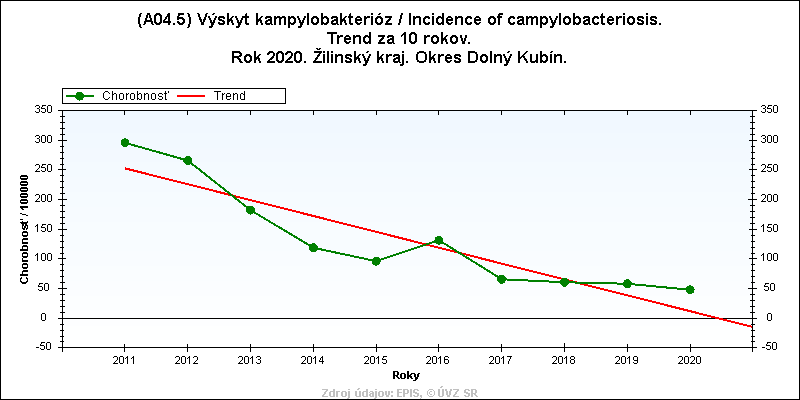 (A04.5) Výskyt kampylobakterióz / Incidence of campylobacteriosis.
Trend za 10 rokov.
Rok 2020. Žilinský kraj. Okres Dolný Kubín.
Chorobnosť Trend
350 350
300 300
250 250
200 200
150 150
100 100
50 50
0 0
-50 -50
Chorobnosť / 100000
2011 2012 2013 2014 2015 2016 2017 2018 2019 2020
Roky
Zdroj údajov: EPIS, © ÚVZ SR